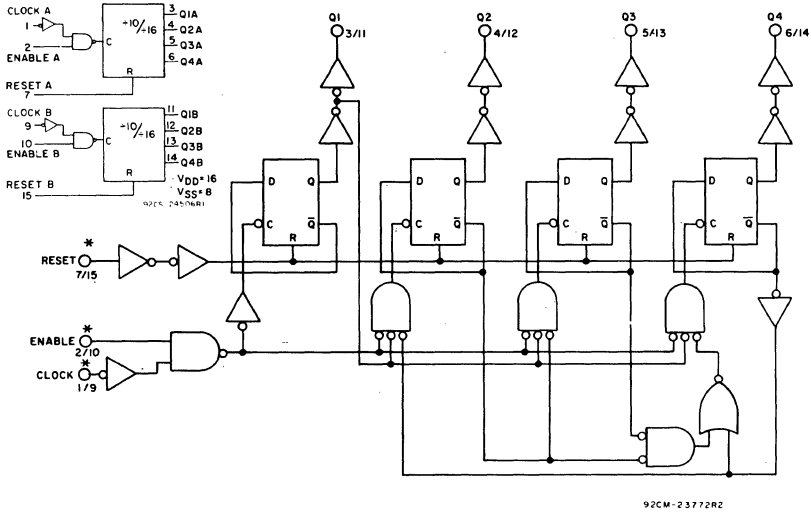 CLOCK A
1
2
ENABLE A
÷10/÷16
C
R
3 Q1A
4 Q2A
5 Q3A
6 Q4A
RESET A
7
CLOCK B
9
10
ENABLE B
÷10/÷16
C
R
11 Q1B
12 Q2B
13 Q3B
14 Q4B
RESET B
15
VDD=16
VSS=8
92CS-24506R1
Q1
3/11
Q2
4/12
Q3
5/13
Q4
6/14
D Q
C Q̅
R
D Q
C Q̅
R
D Q
C Q̅
R
D Q
C Q̅
R
*
RESET
7/15
*
ENABLE
2/10
*
CLOCK
1/9
92CM-23772R2